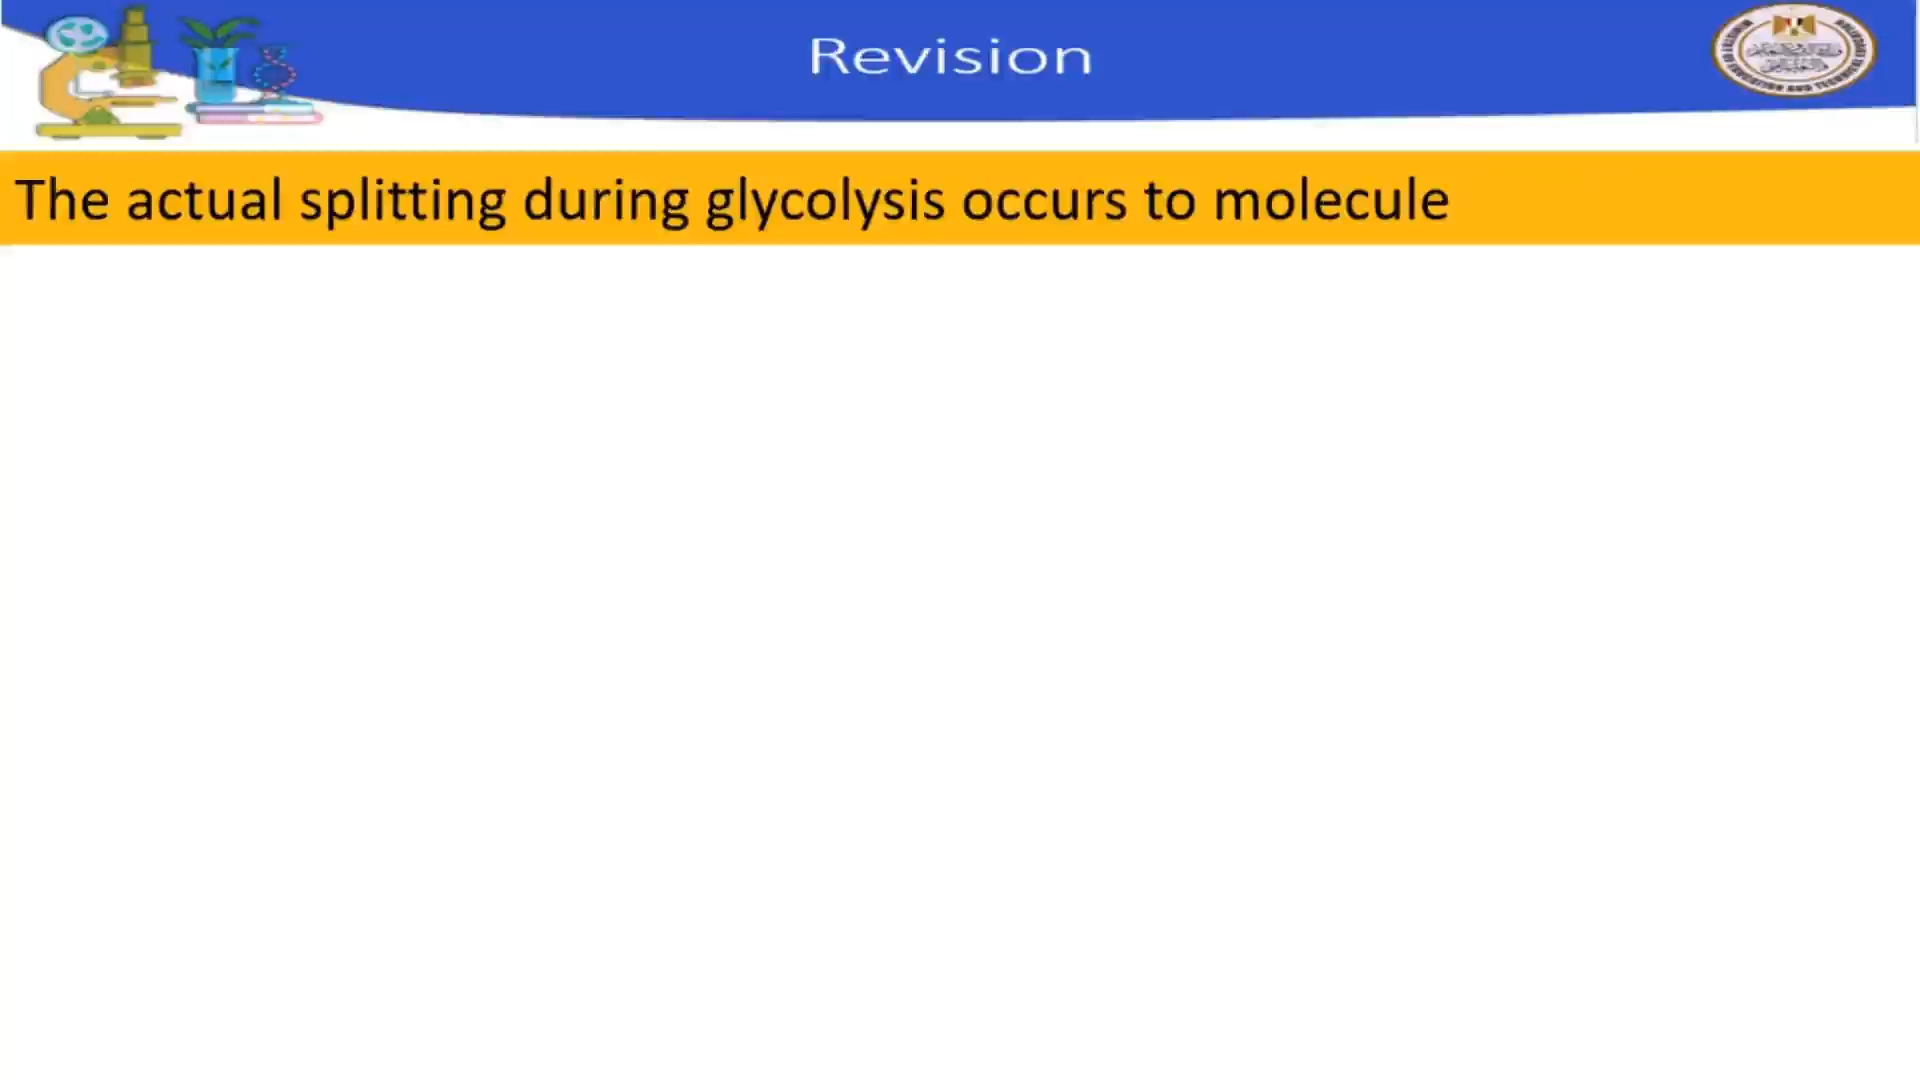 Revision
The actual splitting during glycolysis occurs to molecule